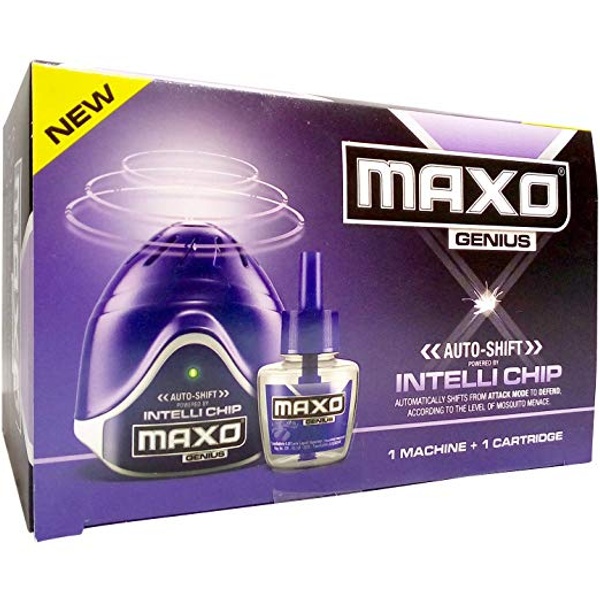 NEW
MAXO®
GENIUS
<< AUTO-SHIFT >>
POWERED BY
INTELLI CHIP
AUTOMATICALLY SHIFTS FROM ATTACK MODE TO DEFEND,
ACCORDING TO THE LEVEL OF MOSQUITO MENACE.
1 MACHINE + 1 CARTRIDGE
<< AUTO-SHIFT >>
POWERED BY
INTELLI CHIP
MAXO
GENIUS
MAXO
GENIUS
MAXO